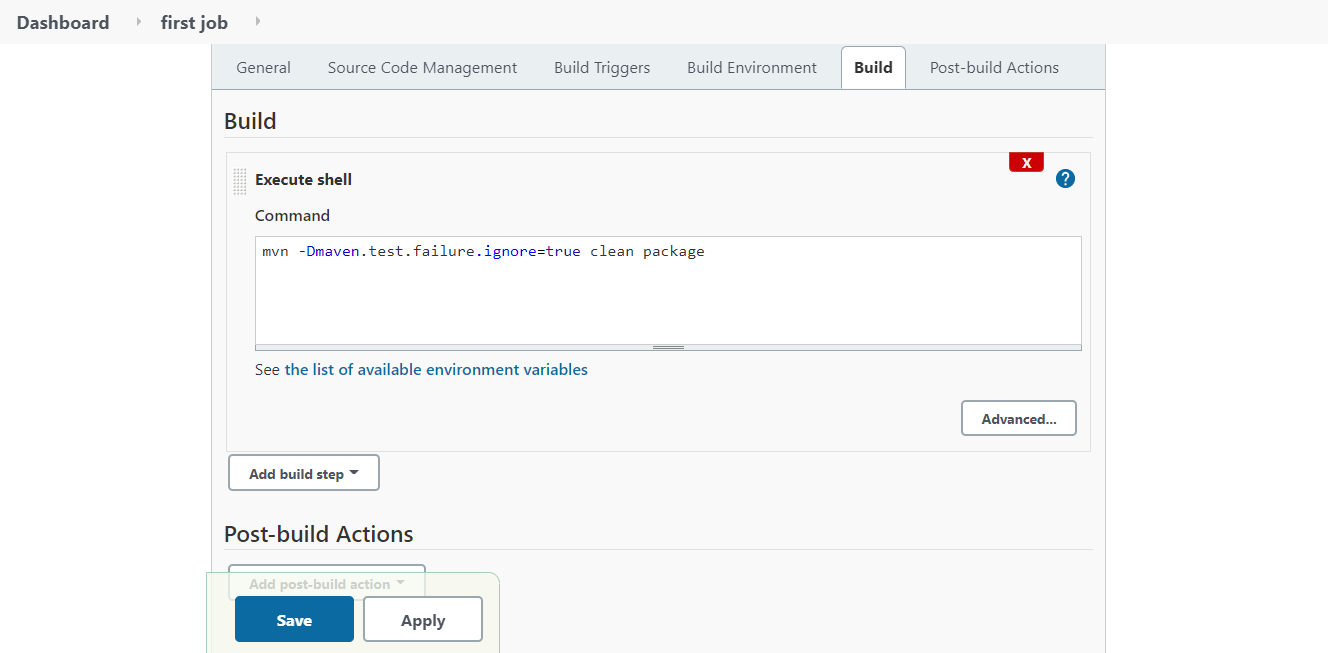 Dashboard first job
General Source Code Management Build Triggers Build Environment Build Post-build Actions
Build
X
Execute shell
?
Command
mvn -Dmaven.test.failure.ignore=true clean package
See the list of available environment variables
Advanced...
Add build step
Post-build Actions
Add post-build action
Save Apply